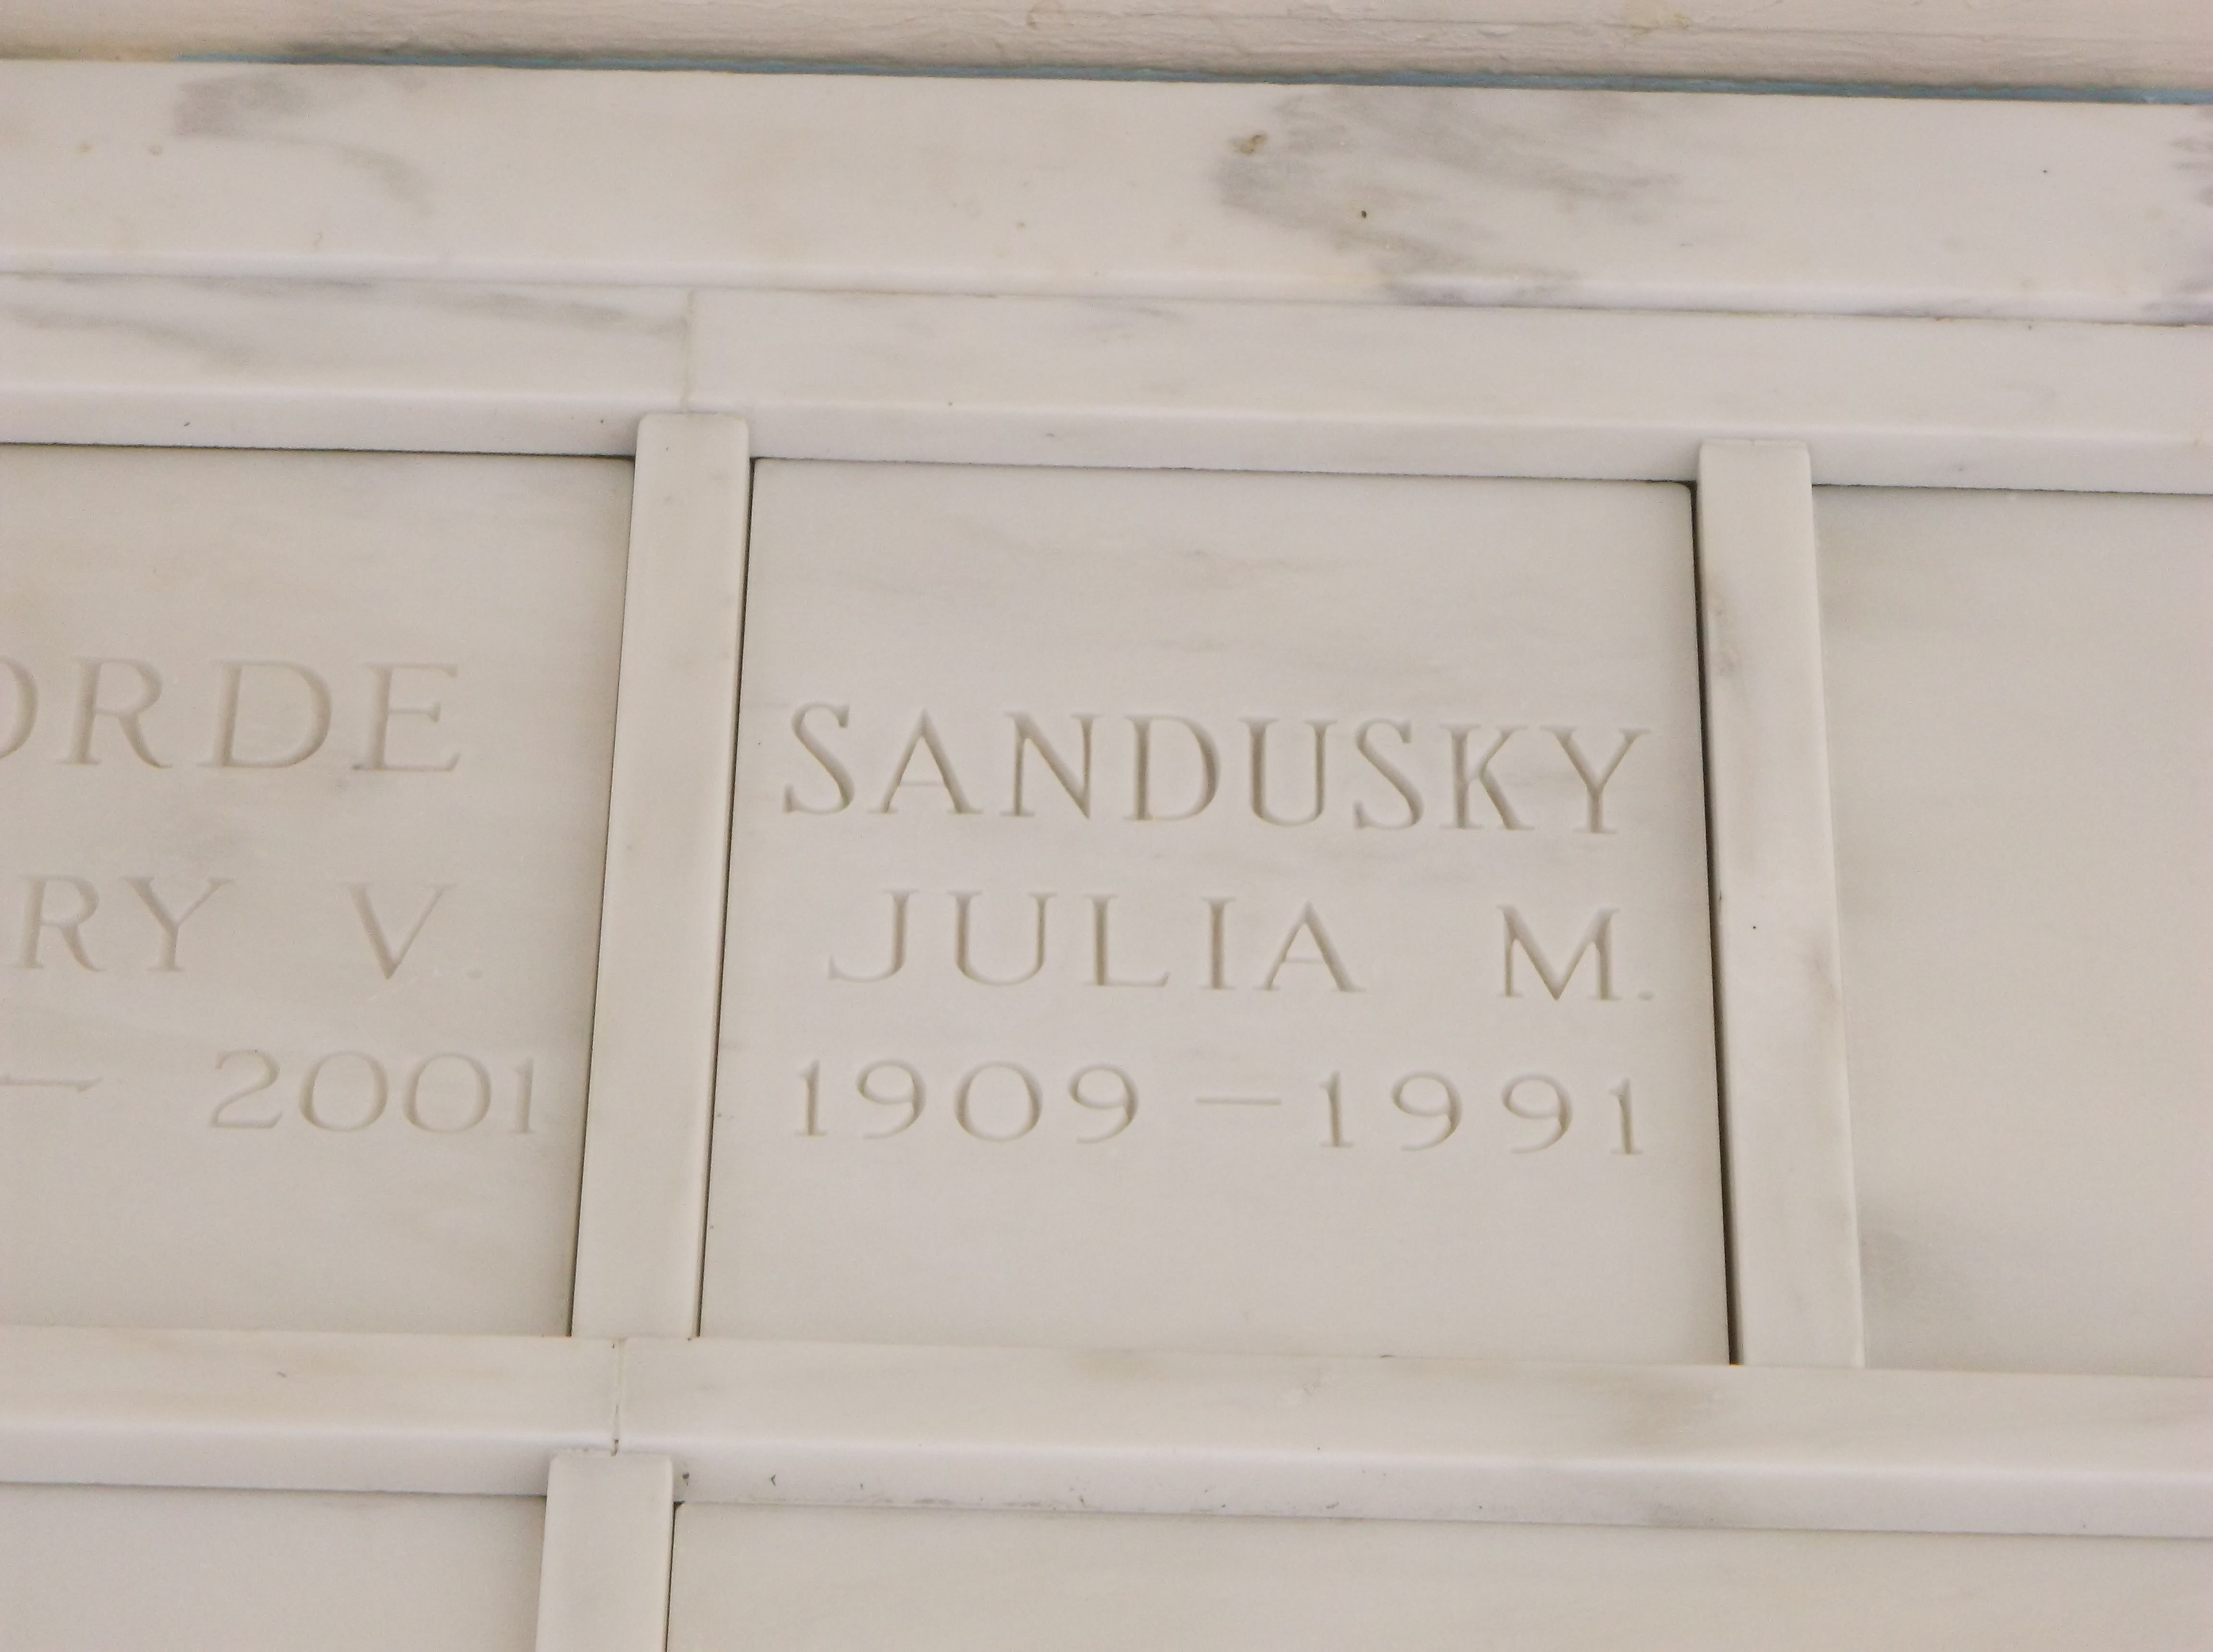 ORDE
RY V.
— 2001
SANDUSKY
JULIA M.
1909 — 1991